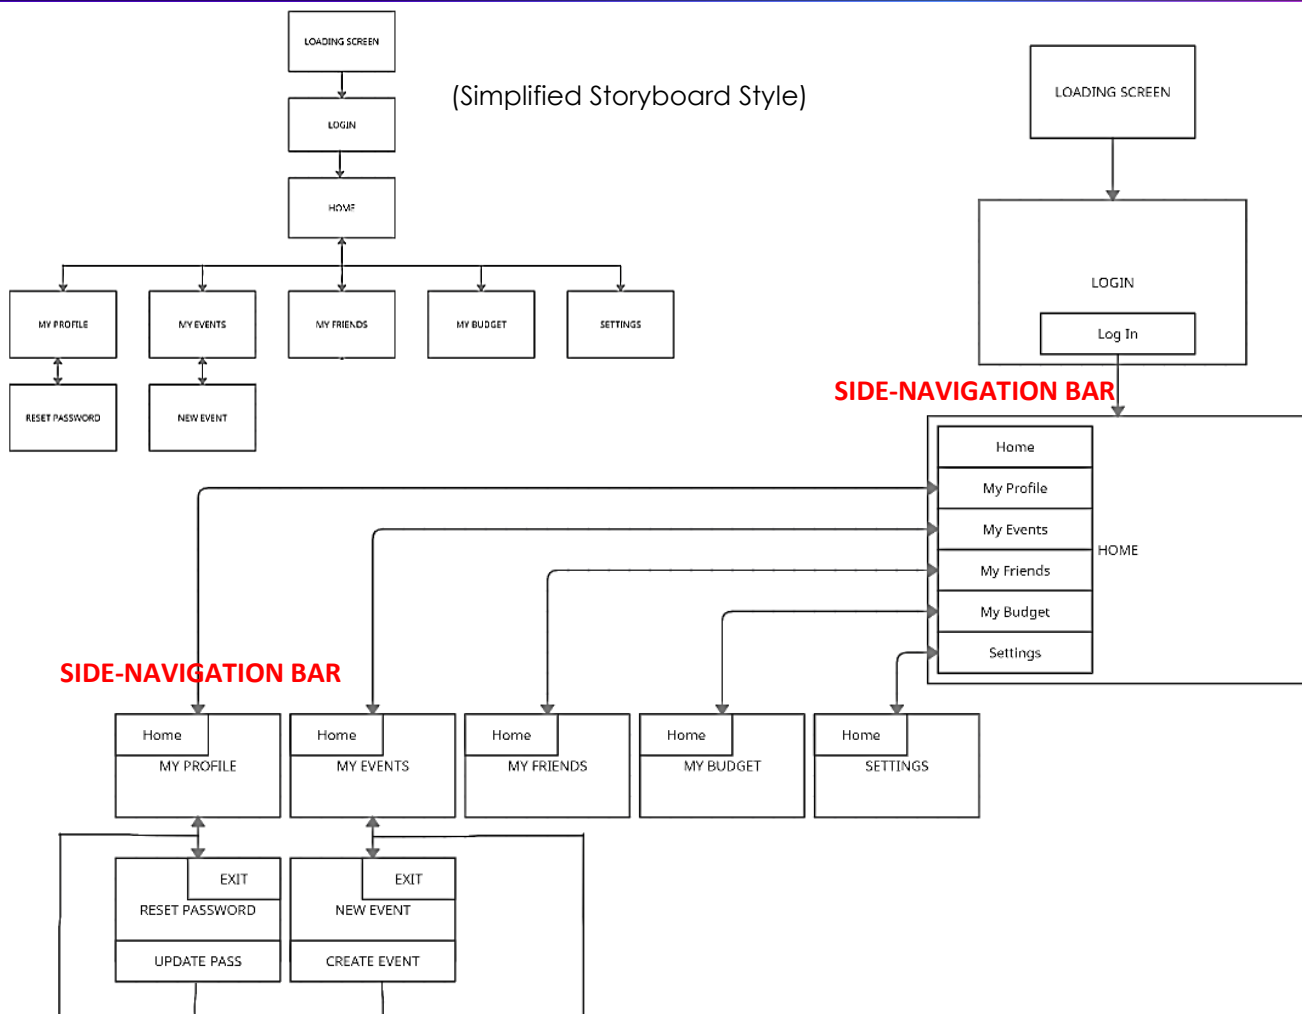 LOADING SCREEN
(Simplified Storyboard Style)
LOGIN
HOME
MY PROFILE
MY EVENTS
MY FRIENDS
MY BUDGET
SETTINGS
RESET PASSWORD
NEW EVENT
LOADING SCREEN
LOGIN
Log In
SIDE-NAVIGATION BAR
Home
My Profile
My Events
HOME
My Friends
My Budget
Settings
SIDE-NAVIGATION BAR
Home
MY PROFILE
Home
MY EVENTS
Home
MY FRIENDS
Home
MY BUDGET
Home
SETTINGS
EXIT
RESET PASSWORD
UPDATE PASS
EXIT
NEW EVENT
CREATE EVENT